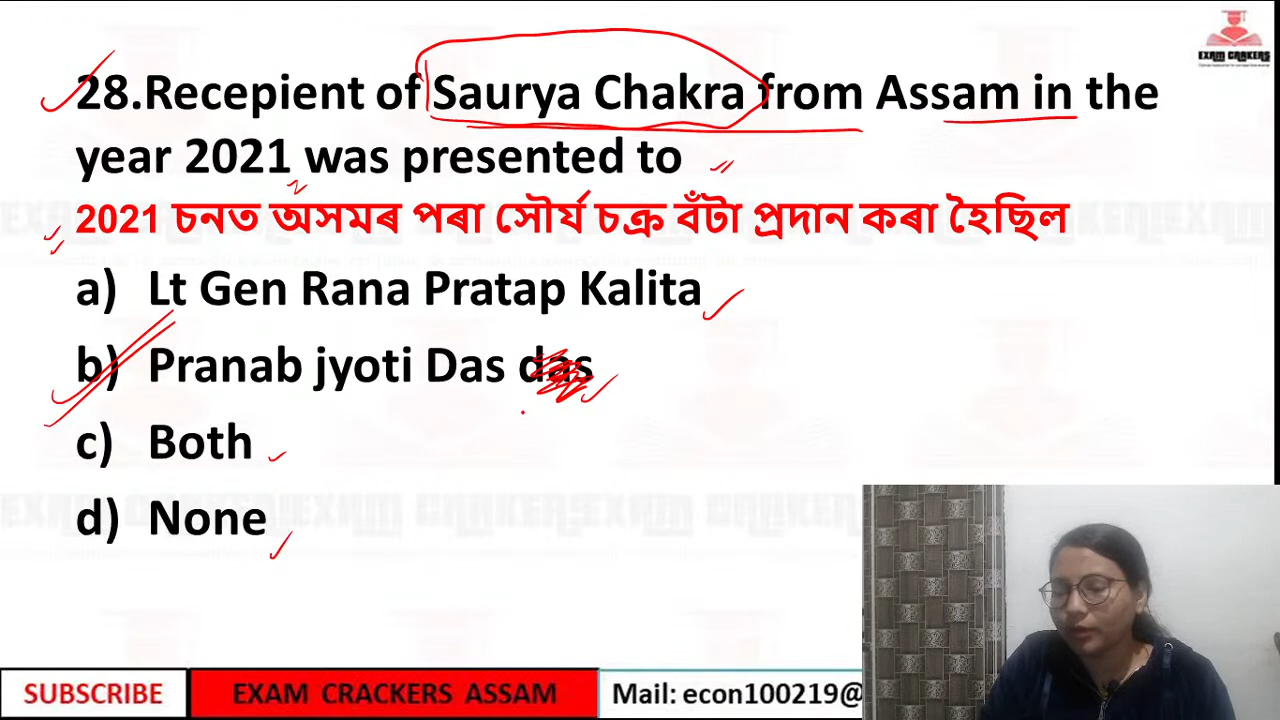 EXAM CRAKERS
28.Recepient of Saurya Chakra from Assam in the
year 2021 was presented to
2021 চনত অসমৰ পৰা সৌৰ্য চক্ৰ বঁটা প্ৰদান কৰা হৈছিল
a) Lt Gen Rana Pratap Kalita
b) Pranab jyoti Das das
c) Both
d) None
SUBSCRIBE EXAM CRACKERS ASSAM Mail: econ100219@